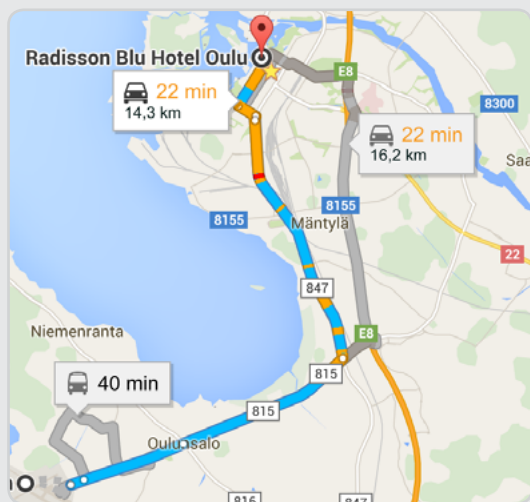 Radisson Blu Hotel Oulu
E8
22 min
14,3 km
8300
22 min
16,2 km
Saa
8155
8155
Mäntylä
22
847
Niemenranta
E8
40 min
815
815
Oulunsalo
816
847